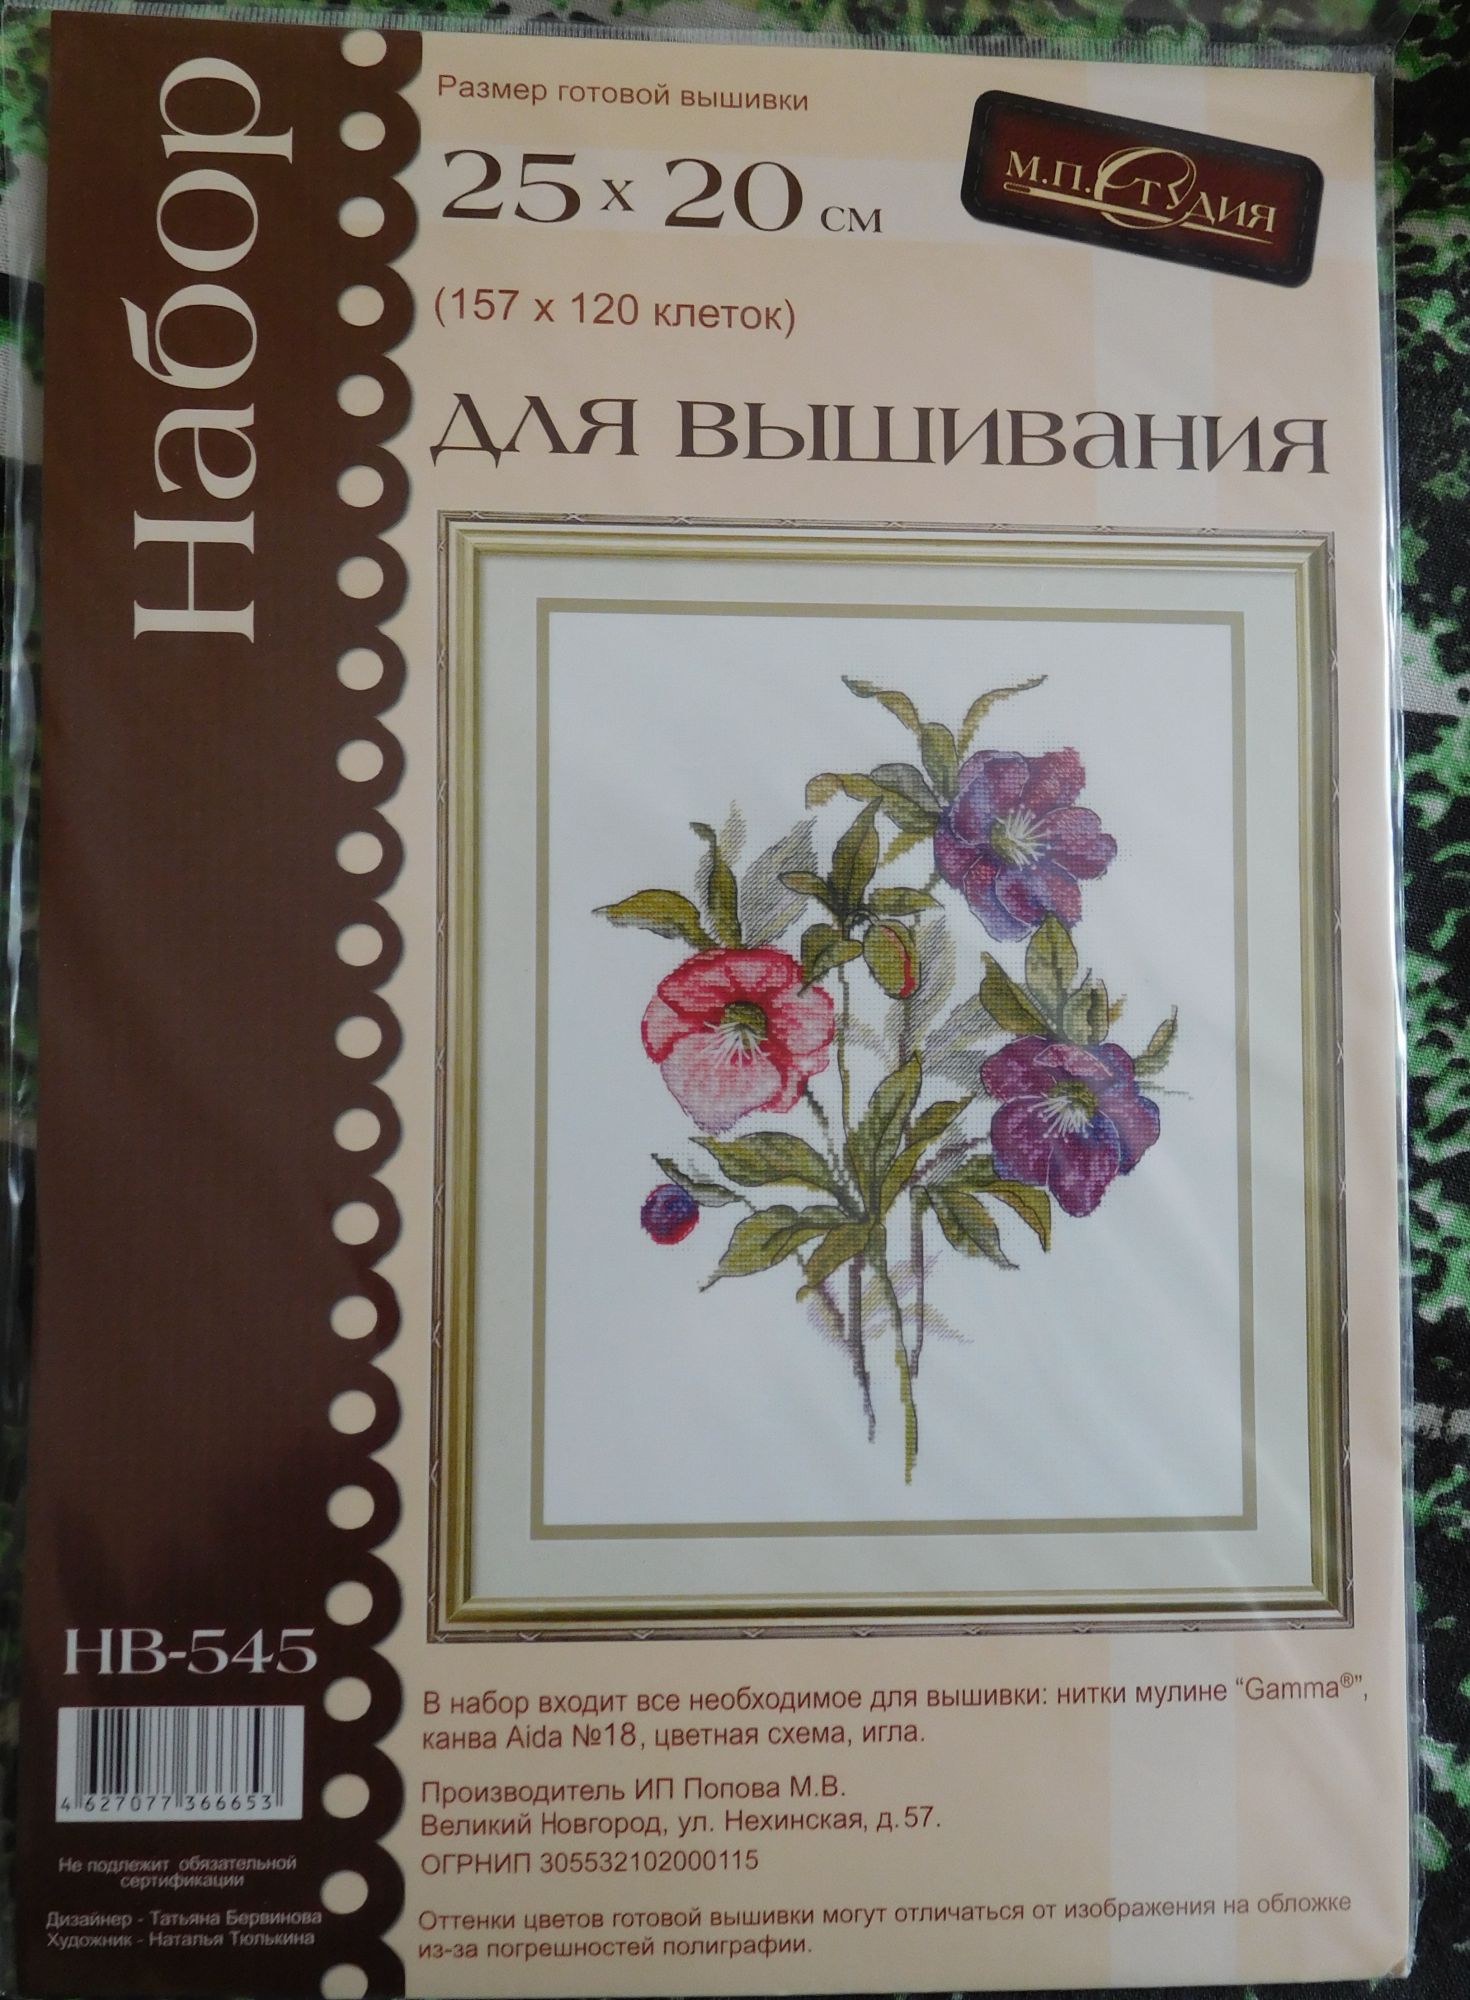 Набор
Размер готовой вышивки
25 х 20 см
М.П.Студия
(157 х 120 клеток)
для вышивания
НВ-545
4 627077 366653
Не подлежит обязательной
сертификации
Дизайнер - Татьяна Бервинова
Художник - Наталья Тюлькина
В набор входит все необходимое для вышивки: нитки мулине “Gamma®”,
канва Aida №18, цветная схема, игла.
Производитель ИП Попова М.В.
Великий Новгород, ул. Нехинская, д.57.
ОГРНИП 305532102000115
Оттенки цветов готовой вышивки могут отличаться от изображения на обложке
из-за погрешностей полиграфии.